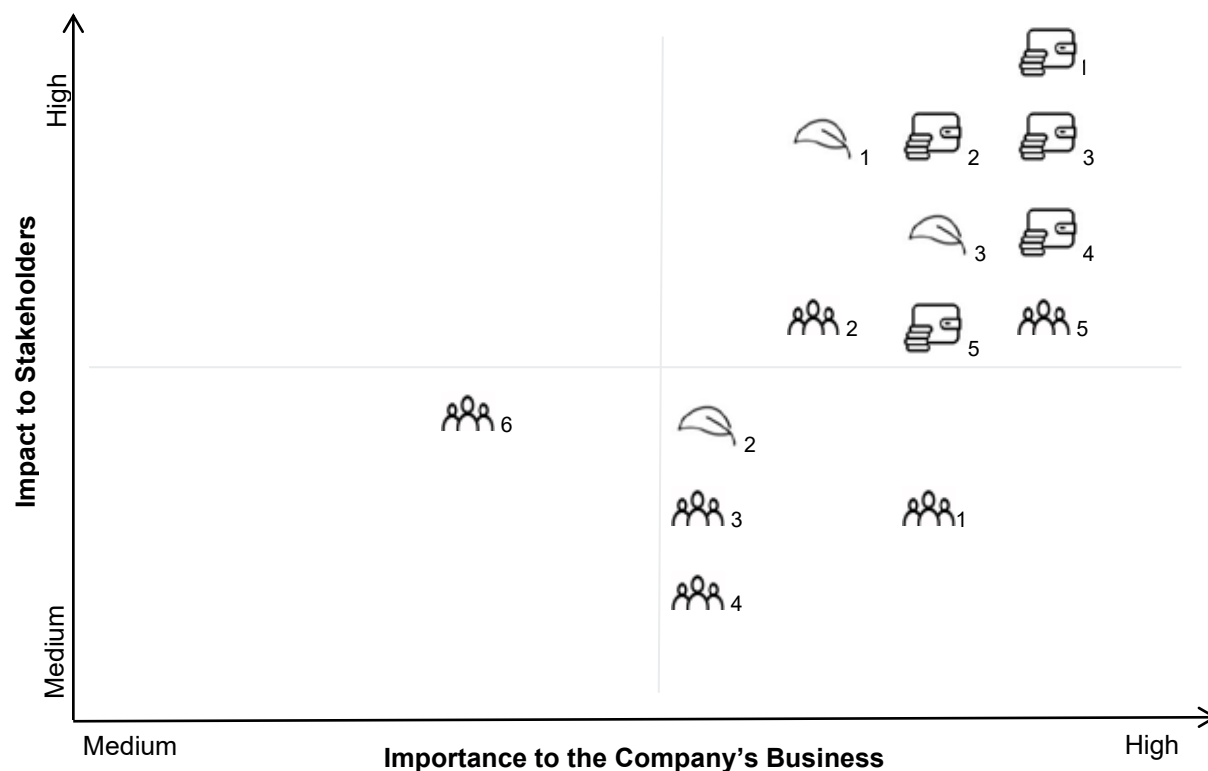 High
Impact to Stakeholders
Medium
l
1
2
3
3
4
2
5
5
6
2
3
1
4
Medium
Importance to the Company's Business
High